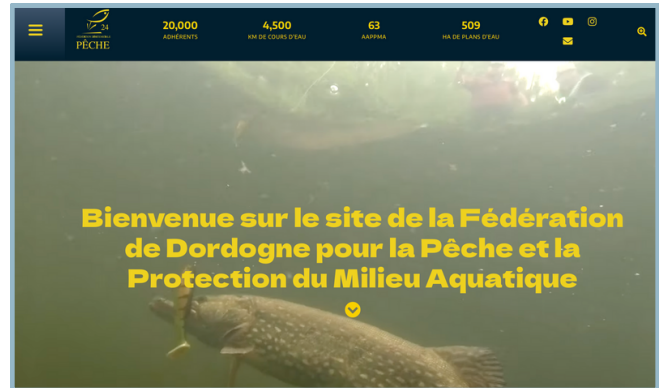 24
PÊCHE
20,000
ADHÉRENTS
4,500
KM DE COURS D'EAU
63
AAPPMA
509
HA DE PLANS D'EAU
Bienvenue sur le site de la Fédération
de Dordogne pour la Pêche et la
Protection du Milieu Aquatique